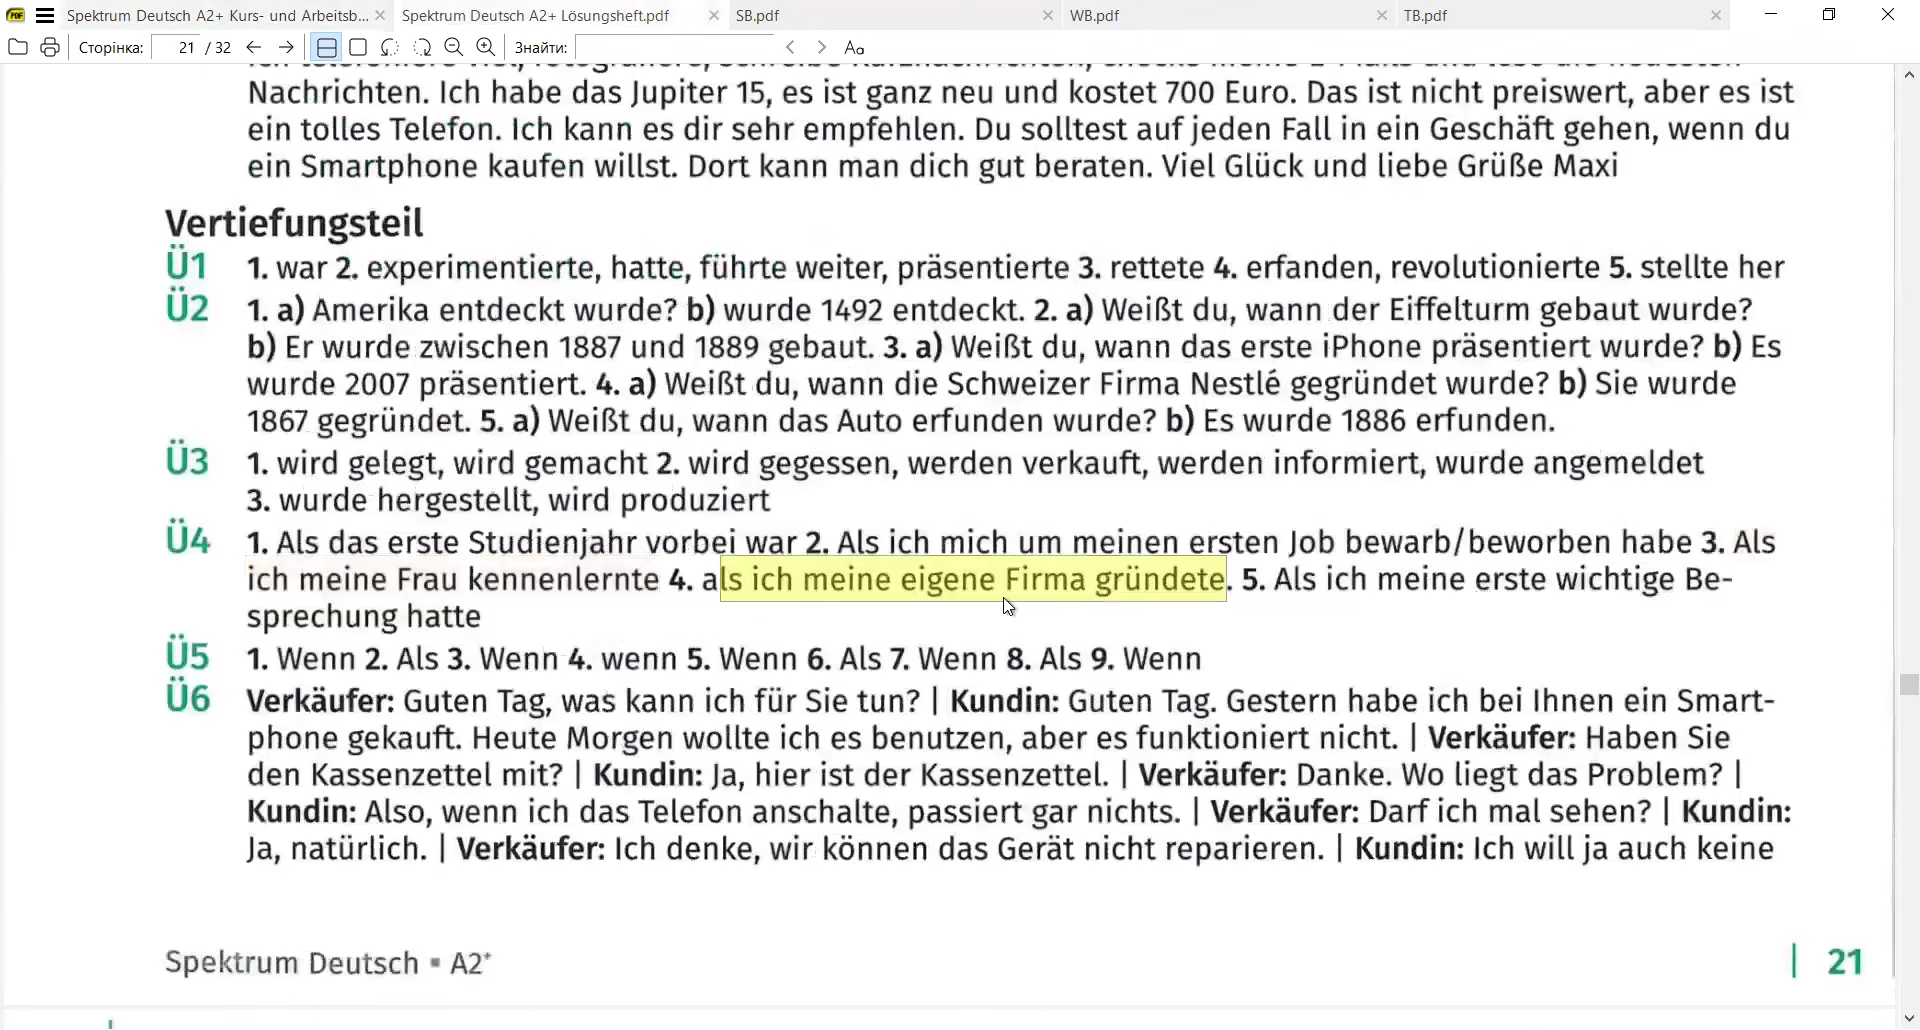 Spektrum Deutsch A2+ Kurs- und Arbeitsb... Spektrum Deutsch A2+ Lösungsheft.pdf SB.pdf WB.pdf TB.pdf
Сторінка: 21 / 32 Знайти: Aa
Nachrichten. Ich habe das Jupiter 15, es ist ganz neu und kostet 700 Euro. Das ist nicht preiswert, aber es ist
ein tolles Telefon. Ich kann es dir sehr empfehlen. Du solltest auf jeden Fall in ein Geschäft gehen, wenn du
ein Smartphone kaufen willst. Dort kann man dich gut beraten. Viel Glück und liebe Grüße Maxi
Vertiefungsteil
Ü1 1. war 2. experimentierte, hatte, führte weiter, präsentierte 3. rettete 4. erfanden, revolutionierte 5. stellte her
Ü2 1. a) Amerika entdeckt wurde? b) wurde 1492 entdeckt. 2. a) Weißt du, wann der Eiffelturm gebaut wurde?
b) Er wurde zwischen 1887 und 1889 gebaut. 3. a) Weißt du, wann das erste iPhone präsentiert wurde? b) Es
wurde 2007 präsentiert. 4. a) Weißt du, wann die Schweizer Firma Nestlé gegründet wurde? b) Sie wurde
1867 gegründet. 5. a) Weißt du, wann das Auto erfunden wurde? b) Es wurde 1886 erfunden.
Ü3 1. wird gelegt, wird gemacht 2. wird gegessen, werden verkauft, werden informiert, wurde angemeldet
3. wurde hergestellt, wird produziert
Ü4 1. Als das erste Studienjahr vorbei war 2. Als ich mich um meinen ersten Job bewarb/beworben habe 3. Als
ich meine Frau kennenlernte 4. als ich meine eigene Firma gründete. 5. Als ich meine erste wichtige Be-
sprechung hatte
Ü5 1. Wenn 2. Als 3. Wenn 4. wenn 5. Wenn 6. Als 7. Wenn 8. Als 9. Wenn
Ü6 Verkäufer: Guten Tag, was kann ich für Sie tun? | Kundin: Guten Tag. Gestern habe ich bei Ihnen ein Smart-
phone gekauft. Heute Morgen wollte ich es benutzen, aber es funktioniert nicht. | Verkäufer: Haben Sie
den Kassenzettel mit? | Kundin: Ja, hier ist der Kassenzettel. | Verkäufer: Danke. Wo liegt das Problem? |
Kundin: Also, wenn ich das Telefon anschalte, passiert gar nichts. | Verkäufer: Darf ich mal sehen? | Kundin:
Ja, natürlich. | Verkäufer: Ich denke, wir können das Gerät nicht reparieren. | Kundin: Ich will ja auch keine
Spektrum Deutsch ▪ A2+ | 21